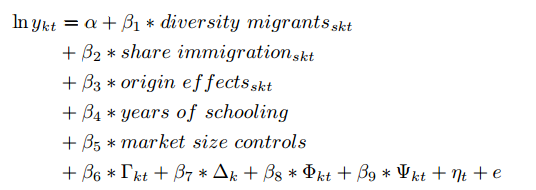 ln y_kt = α + β_1 * diversity migrants_skt
+ β_2 * share immigration_skt
+ β_3 * origin effects_skt
+ β_4 * years of schooling
+ β_5 * market size controls
+ β_6 * Γ_kt + β_7 * Δ_k + β_8 * Φ_kt + β_9 * Ψ_kt + η_t + e